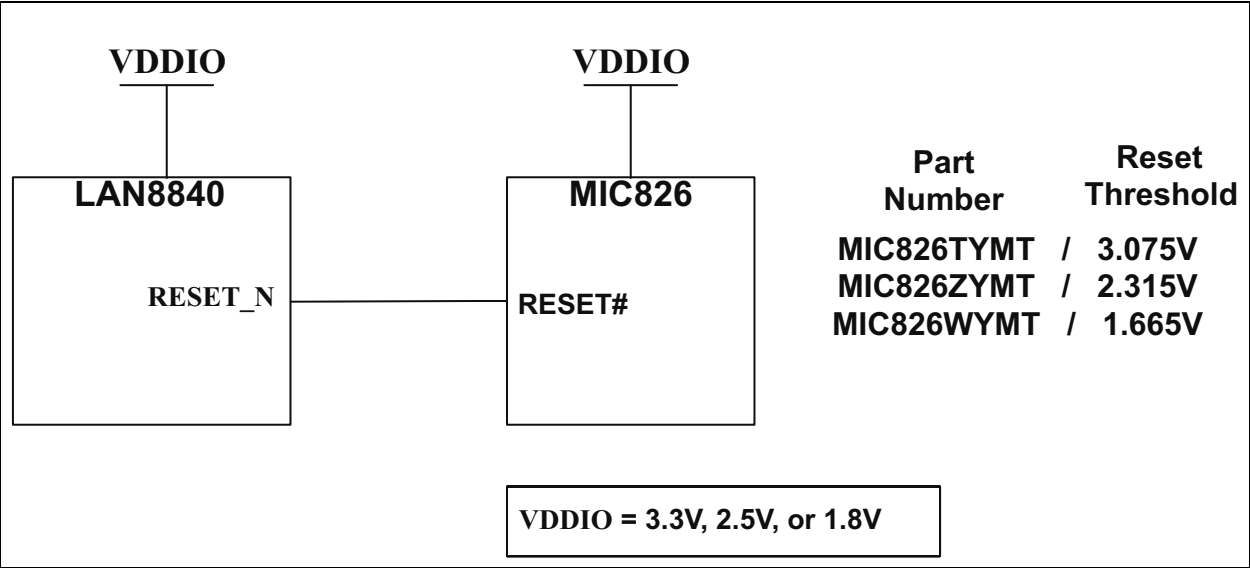 VDDIO
VDDIO
LAN8840
MIC826
RESET_N
RESET#
Part Number
Reset Threshold
MIC826TYMT / 3.075V
MIC826ZYMT / 2.315V
MIC826WYMT / 1.665V
VDDIO = 3.3V, 2.5V, or 1.8V